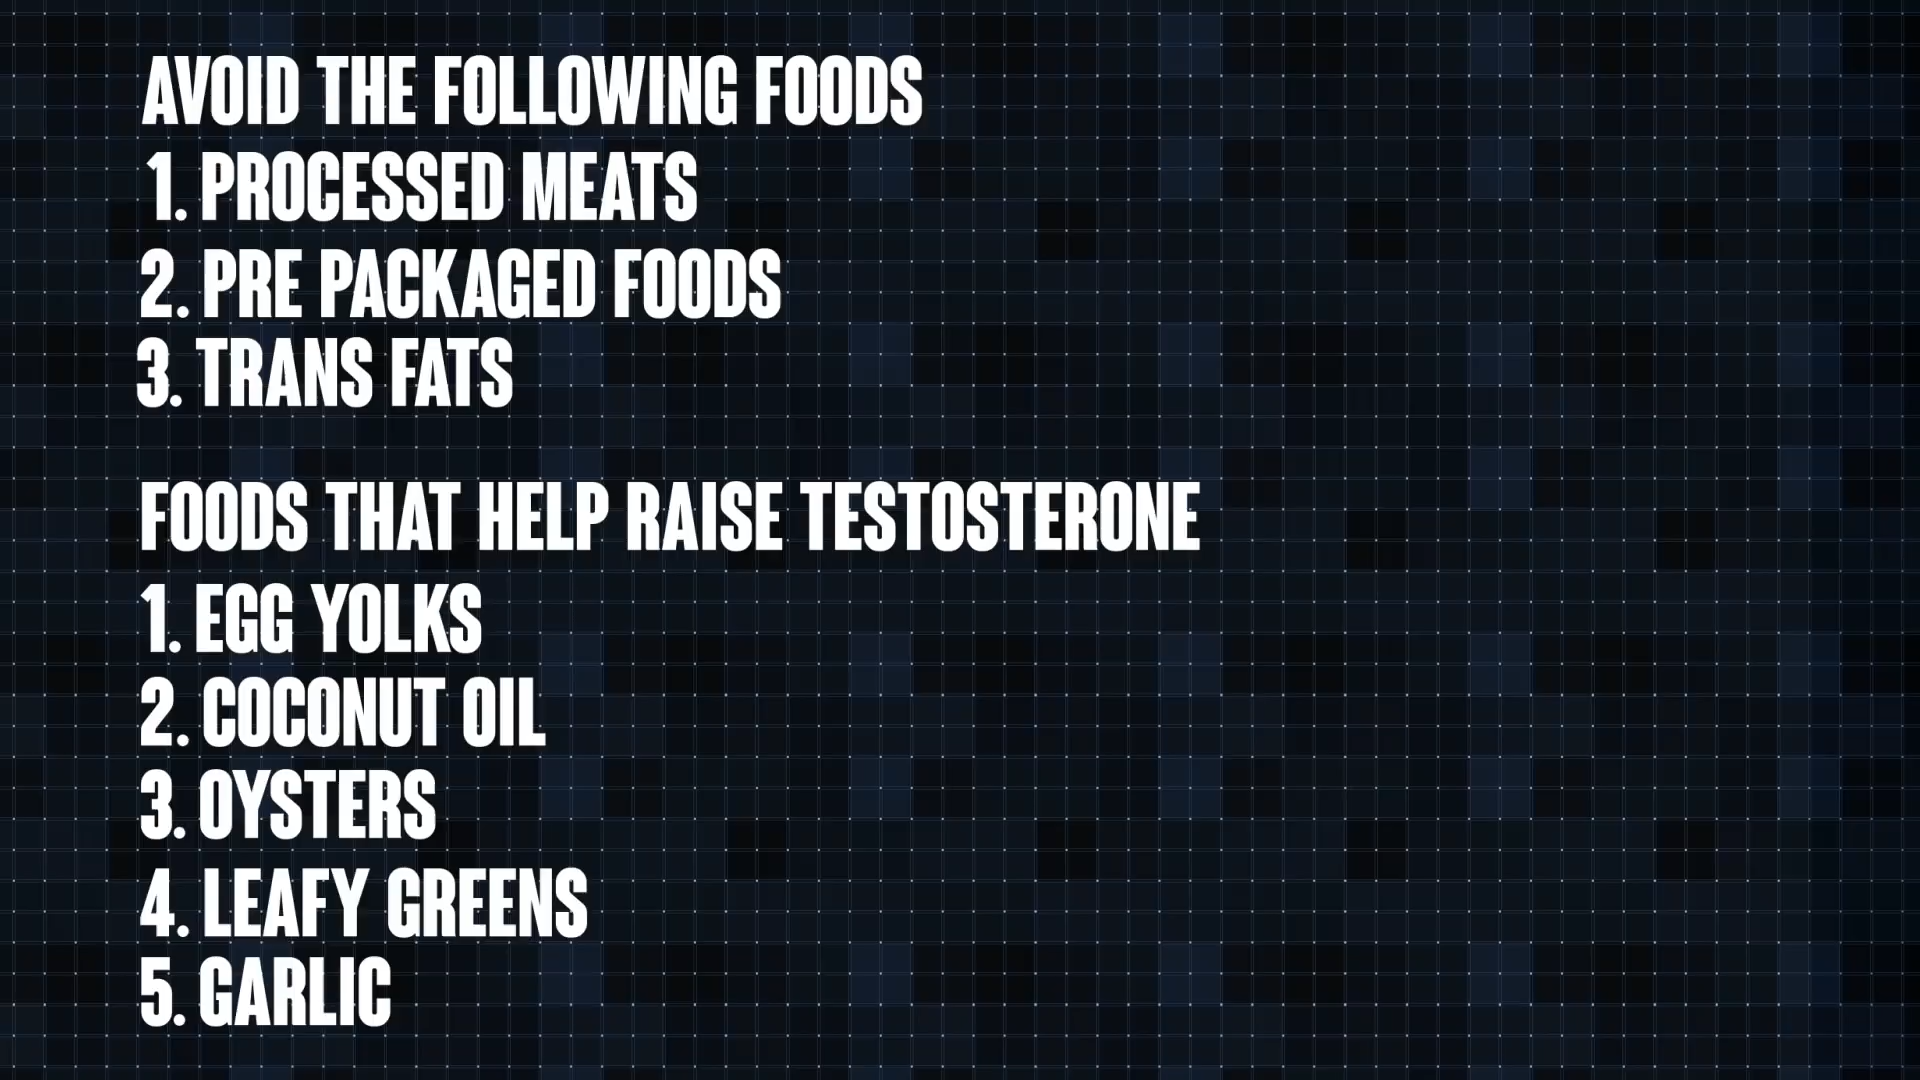 AVOID THE FOLLOWING FOODS
1. PROCESSED MEATS
2. PRE PACKAGED FOODS
3. TRANS FATS
FOODS THAT HELP RAISE TESTOSTERONE
1. EGG YOLKS
2. COCONUT OIL
3. OYSTERS
4. LEAFY GREENS
5. GARLIC